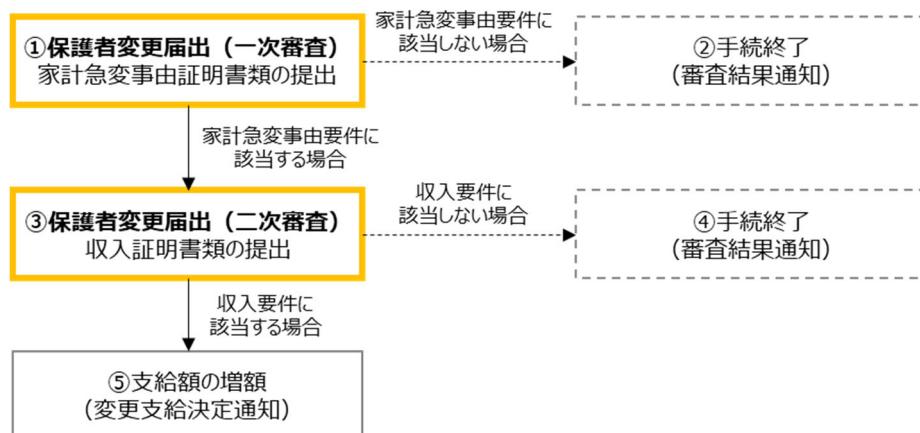 ①保護者変更届出（一次審査）
家計急変事由証明書類の提出
家計急変事由要件に
該当しない場合
②手続終了
（審査結果通知）
家計急変事由要件に
該当する場合
③保護者変更届出（二次審査）
収入証明書類の提出
収入要件に
該当しない場合
④手続終了
（審査結果通知）
収入要件に
該当する場合
⑤支給額の増額
（変更支給決定通知）